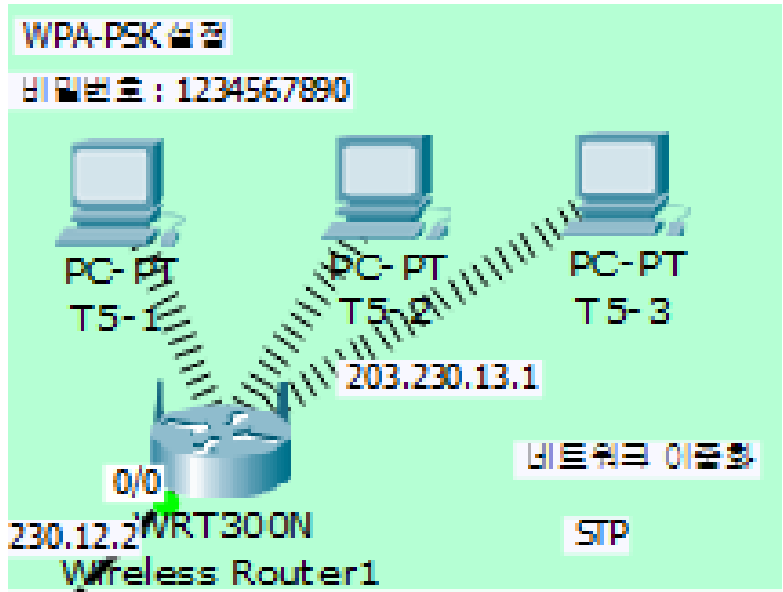 WPA-PSK 설정
비밀번호 : 1234567890
PC-PT
T5-1
PC-PT
T5-2
PC-PT
T5-3
203.230.13.1
0/0
230.12.2
WRT300N
Wireless Router1
네트워크 이중화
STP